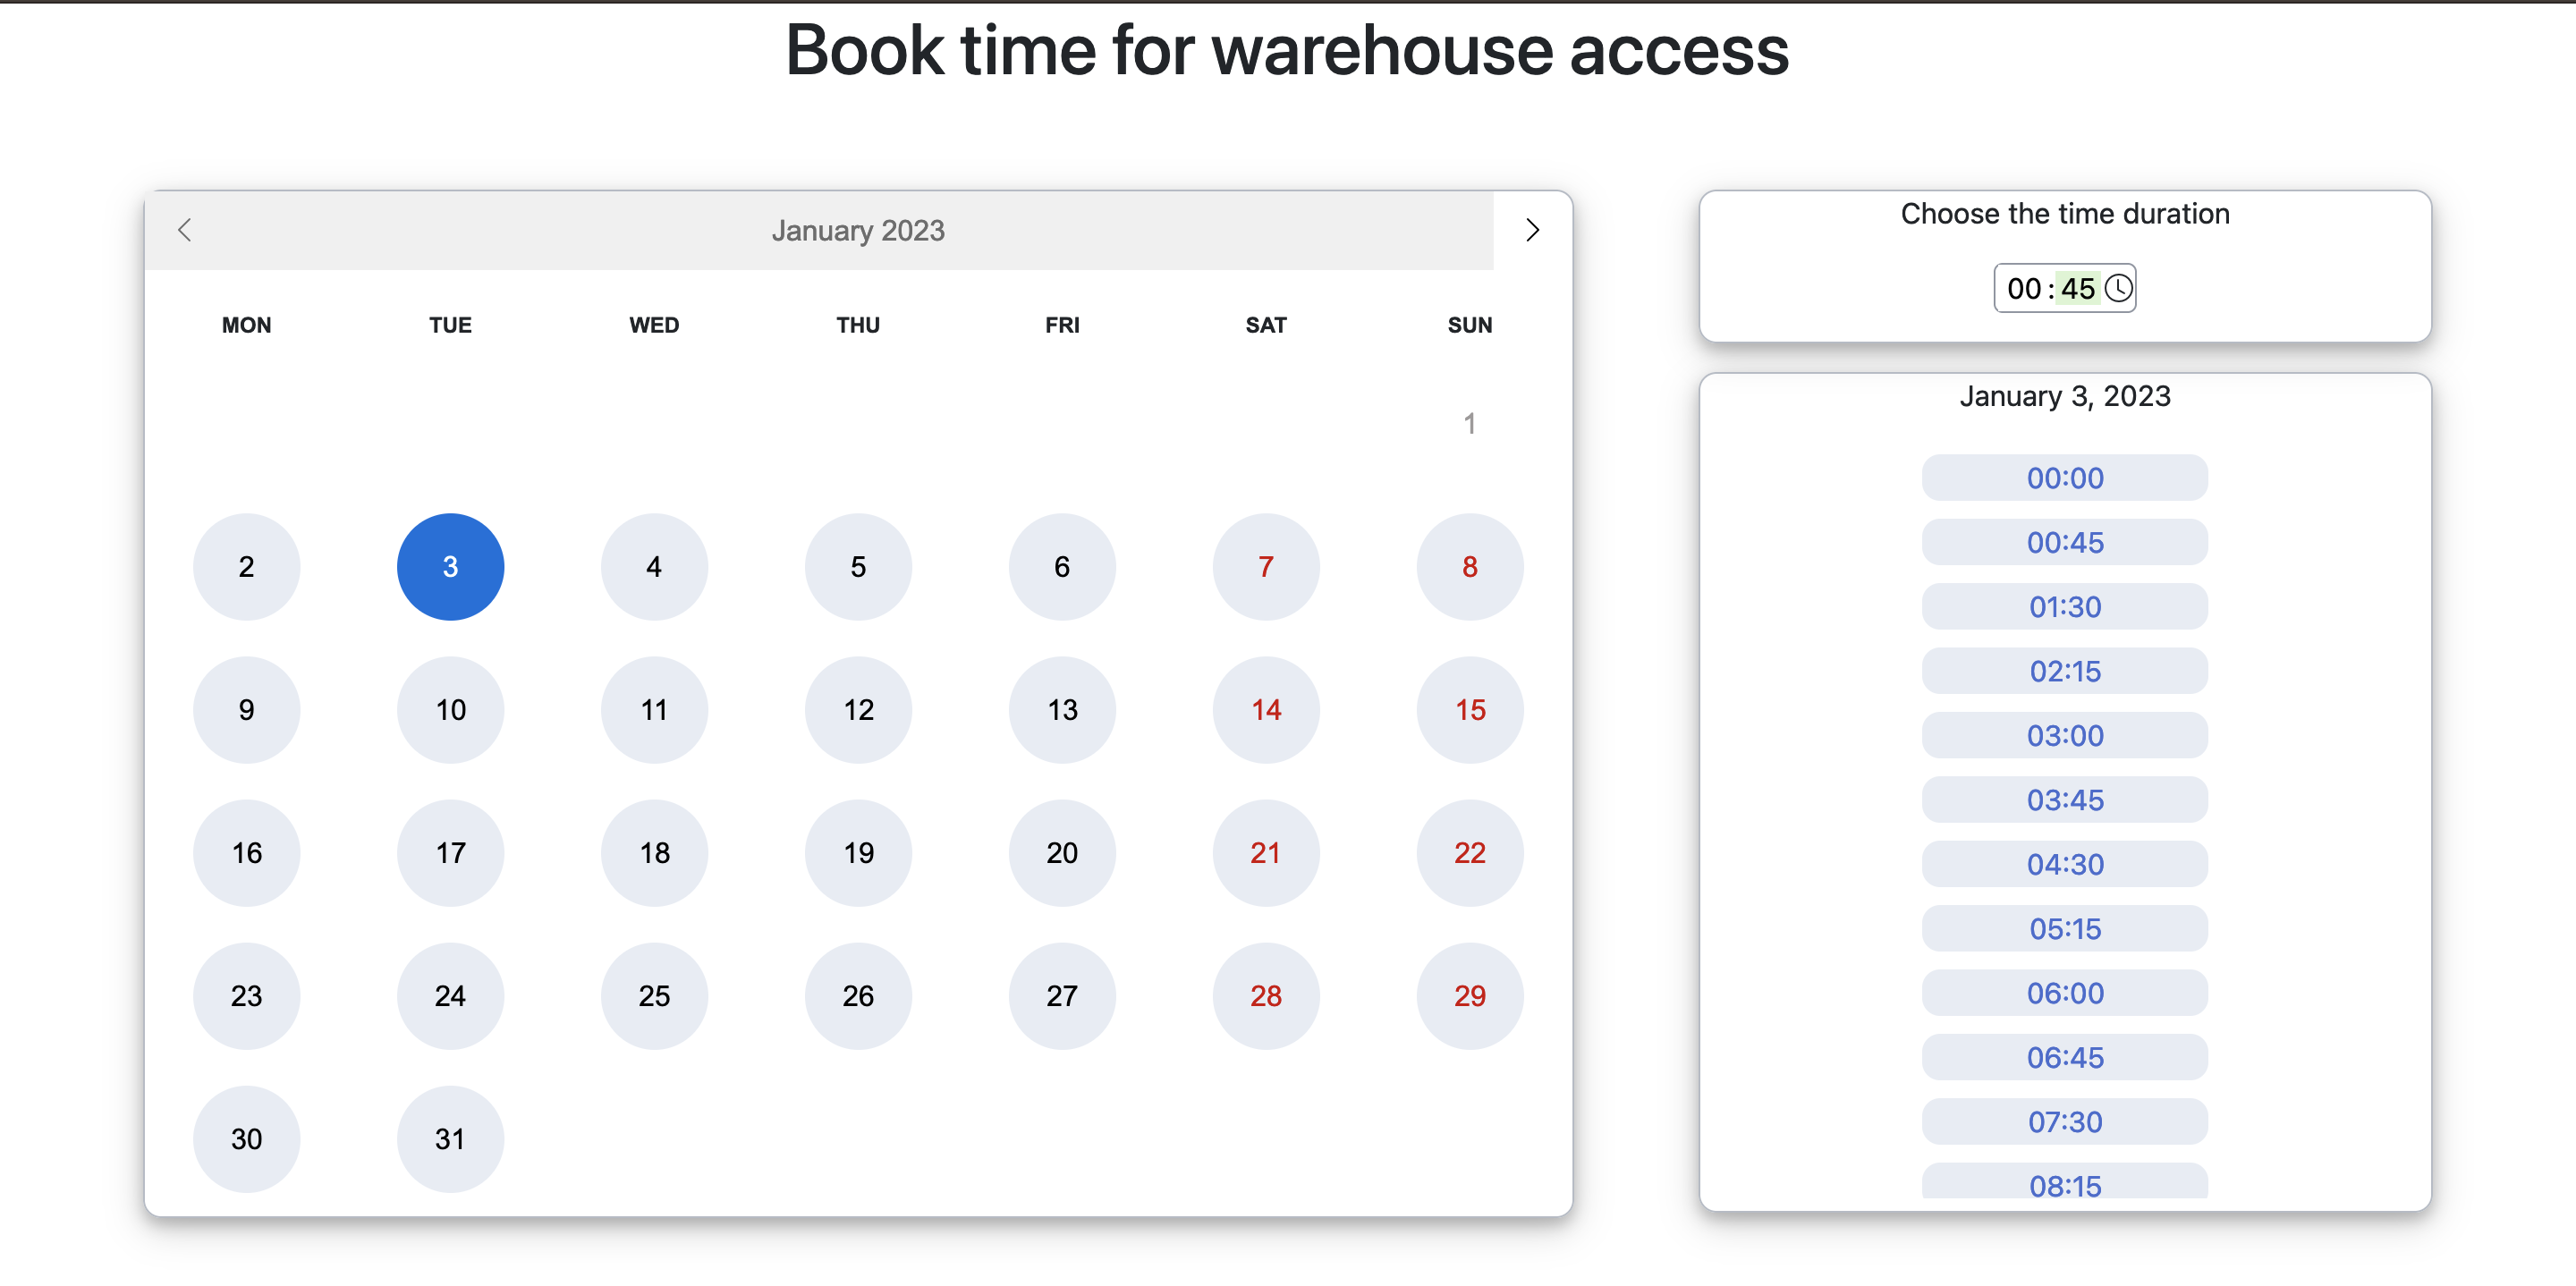 Book time for warehouse access
January 2023
MON TUE WED THU FRI SAT SUN
1
2 3 4 5 6 7 8
9 10 11 12 13 14 15
16 17 18 19 20 21 22
23 24 25 26 27 28 29
30 31
Choose the time duration
00:45
January 3, 2023
00:00
00:45
01:30
02:15
03:00
03:45
04:30
05:15
06:00
06:45
07:30
08:15